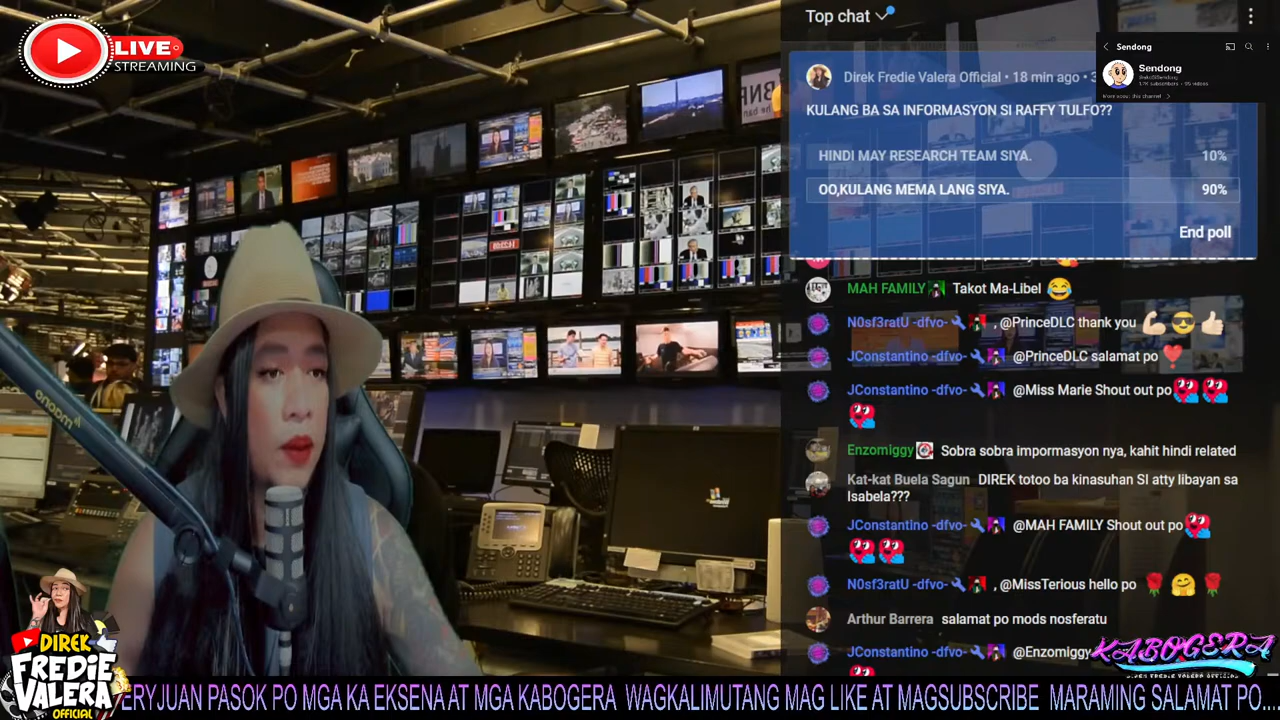 LIVE
STREAMING
Top chat
Sendong
Sendong
Direk Fredie Valera Official • 18 min ago • 3
KULANG BA SA INFORMASYON SI RAFFY TULFO??
HINDI MAY RESEARCH TEAM SIYA. 10%
OO,KULANG MEMA LANG SIYA. 90%
End poll
MAH FAMILY Takot Ma-Libel 😂
N0sf3ratU -dfvo- , @PrinceDLC thank you 💪😎👍
JConstantino -dfvo- @PrinceDLC salamat po ❤️
JConstantino -dfvo- @Miss Marie Shout out po
Enzomiggy Sobra sobra impormasyon nya, kahit hindi related
Kat-kat Buela Sagun DIREK totoo ba kinasuhan SI atty libayan sa
Isabela???
JConstantino -dfvo- @MAH FAMILY Shout out po
N0sf3ratU -dfvo- , @MissTerious hello po 🌹🤗🌹
Arthur Barrera salamat po mods nosferatu
JConstantino -dfvo- @Enzomiggy
maono
DIREK
FREDIE
VALERA
OFFICIAL
KABOGERA
DIREK FREDIE VALERA OFFICIAL
ERYJUAN PASOK PO MGA KA EKSENA AT MGA KABOGERA WAGKALIMUTANG MAG LIKE AT MAGSUBSCRIBE MARAMING SALAMAT PO....